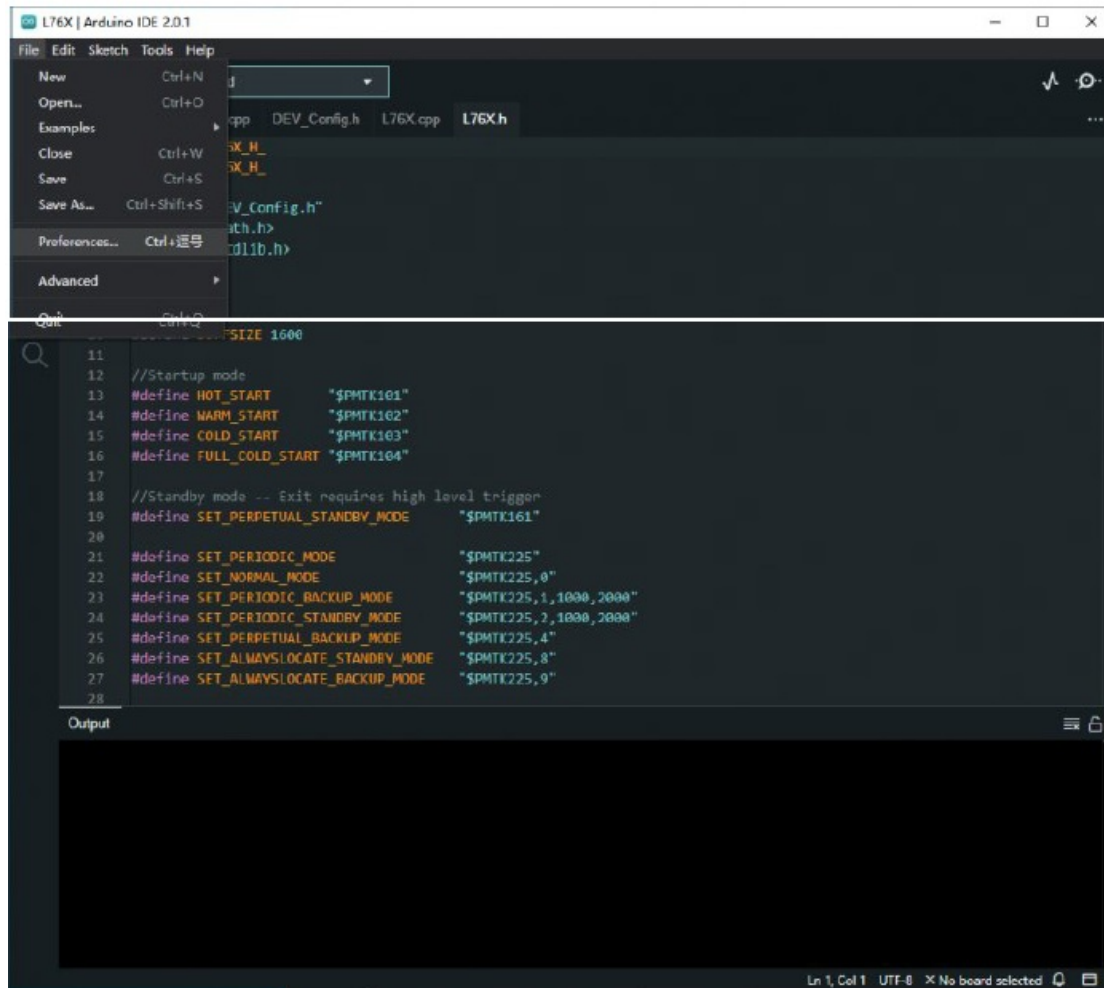 L76X | Arduino IDE 2.0.1
File Edit Sketch Tools Help
New Ctrl+N
Open... Ctrl+O
Examples
Close Ctrl+W
Save Ctrl+S
Save As... Ctrl+Shift+S
Preferences... Ctrl+逗号
Advanced
Quit Ctrl+Q
cpp DEV_Config.h L76X.cpp L76X.h
6X_H_
6X_H_
EV_Config.h"
ath.h>
tdlib.h>
SIZE 1600
11
12 //Startup mode
13 #define HOT_START "$PMTK101"
14 #define WARM_START "$PMTK102"
15 #define COLD_START "$PMTK103"
16 #define FULL_COLD_START "$PMTK104"
17
18 //Standby mode -- Exit requires high level trigger
19 #define SET_PERPETUAL_STANDBY_MODE "$PMTK161"
20
21 #define SET_PERIODIC_MODE "$PMTK225"
22 #define SET_NORMAL_MODE "$PMTK225,0"
23 #define SET_PERIODIC_BACKUP_MODE "$PMTK225,1,1000,2000"
24 #define SET_PERIODIC_STANDBY_MODE "$PMTK225,2,1000,2000"
25 #define SET_PERPETUAL_BACKUP_MODE "$PMTK225,4"
26 #define SET_ALWAYSLOCATE_STANDBY_MODE "$PMTK225,8"
27 #define SET_ALWAYSLOCATE_BACKUP_MODE "$PMTK225,9"
28
Output
Ln 1, Col 1 UTF-8 × No board selected